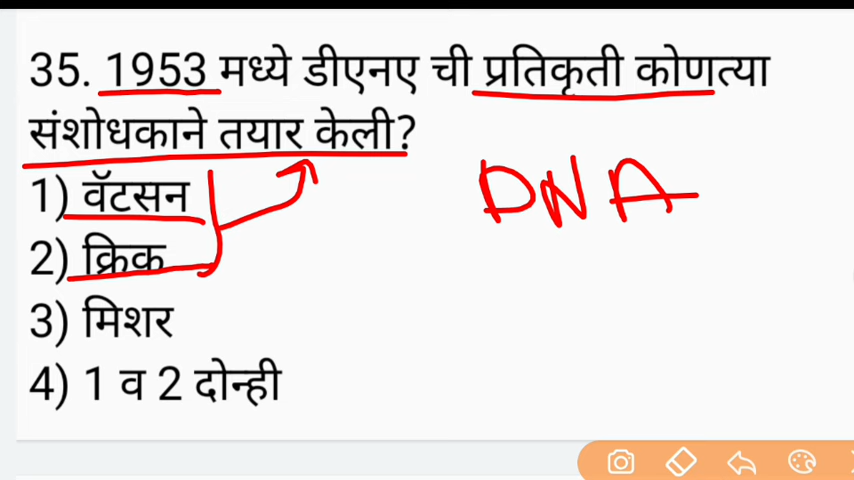 35. 1953 मध्ये डीएनए ची प्रतिकृती कोणत्या
संशोधकाने तयार केली?
1) वॅटसन
2) क्रिक
3) मिशर
4) 1 व 2 दोन्ही
DNA